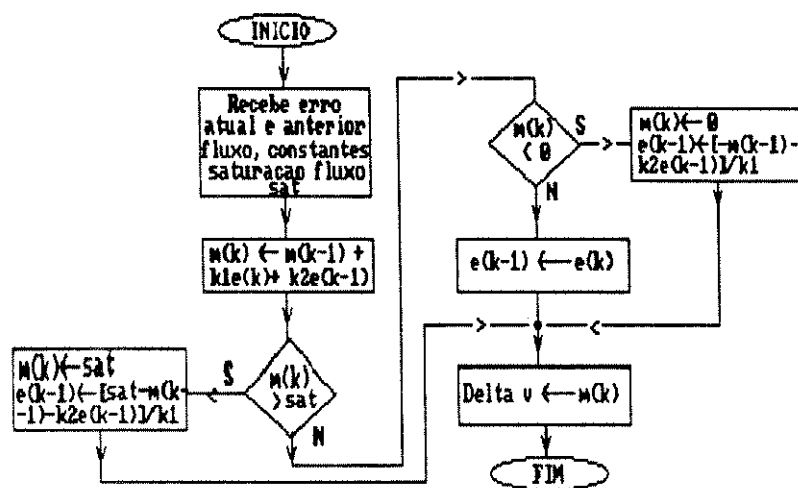 INICIO
Recebe erro
atual e anterior
fluxo, constantes
saturacao fluxo
sat
m(k) ← m(k-1) +
k1e(k)+ k2e(k-1)
m(k)
>sat
S
N
m(k)←sat
e(k-1)←[sat-m(k
-1)-k2e(k-1)]/k1
m(k)
< 0
S
N
m(k)←0
e(k-1)←[-m(k-1)-
k2e(k-1)]/k1
e(k-1) ← e(k)
Delta v ← m(k)
FIM